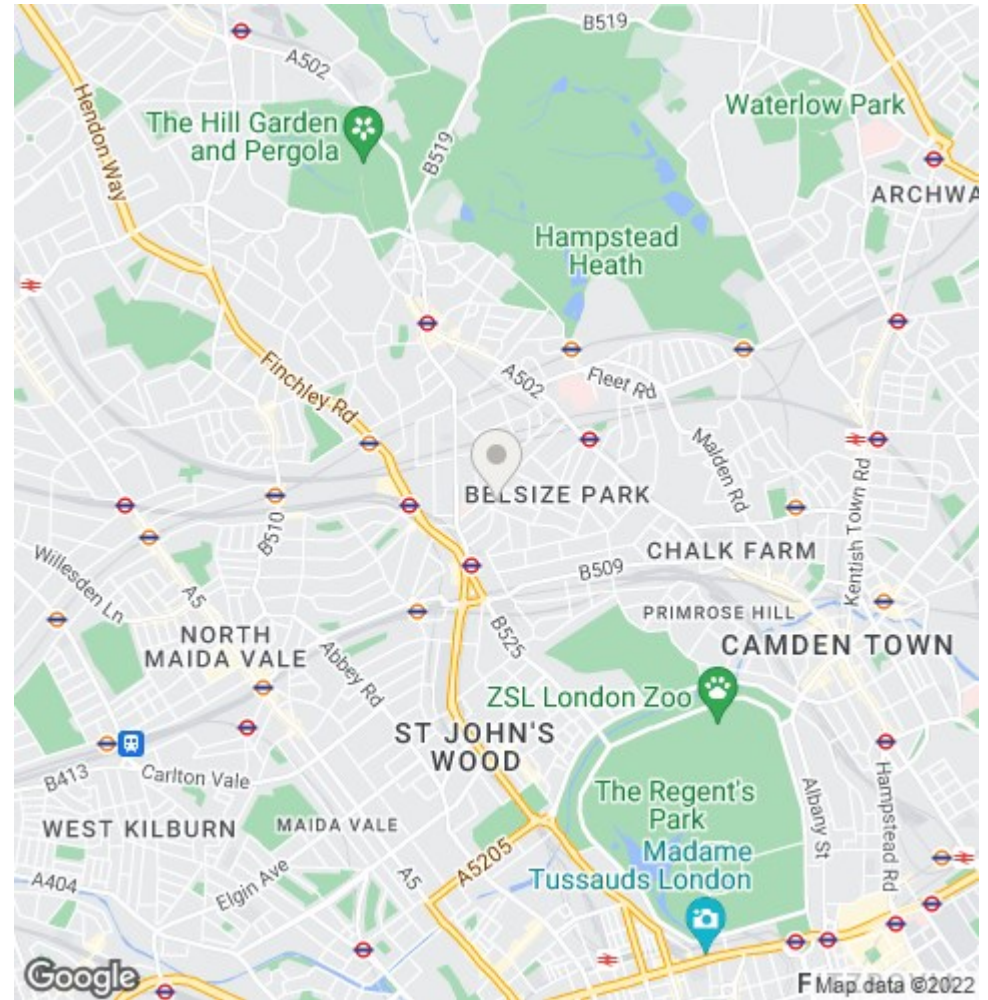 B519
A502
Waterlow Park
Hendon Way
The Hill Garden
and Pergola
B519
ARCHWA
Hampstead
Heath
Finchley Rd
A502
Fleet Rd
Malden Rd
BELSIZE PARK
Kentish Town Rd
B510
CHALK FARM
Willesden Ln
B509
A5
PRIMROSE HILL
NORTH
MAIDA VALE
B525
CAMDEN TOWN
Abbey Rd
ZSL London Zoo
ST JOHN'S
WOOD
B413
Carlton Vale
The Regent's
Park
Albany St
Hampstead Rd
WEST KILBURN
MAIDA VALE
Madame
Tussauds London
A5205
A404
Elgin Ave
A5
Google
Map data ©2022